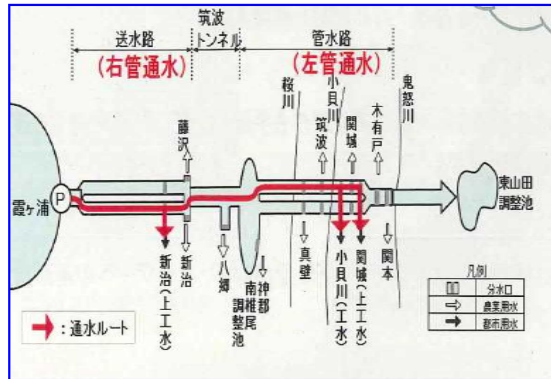 筑波
トンネル
送水路
管水路
(右管通水)
(左管通水)
桜川
小貝川
鬼怒川
藤沢
筑波
関城
木有戸
霞ヶ浦
P
東山田
調整池
新治(上工水)
新治
八郷
南椎尾
調整池
神郡
真壁
小貝川(工水)
関城(上工水)
関本
凡例
分水口
農業用水
都市用水
:通水ルート